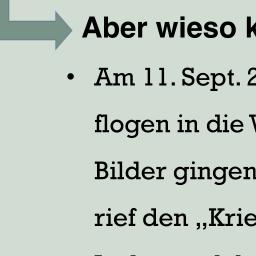 Aber wieso k
• Am 11. Sept. 2
flogen in die W
Bilder gingen
rief den „Krie